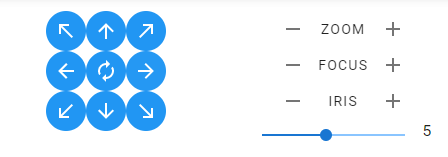 — ZOOM +
— FOCUS +
— IRIS +
5